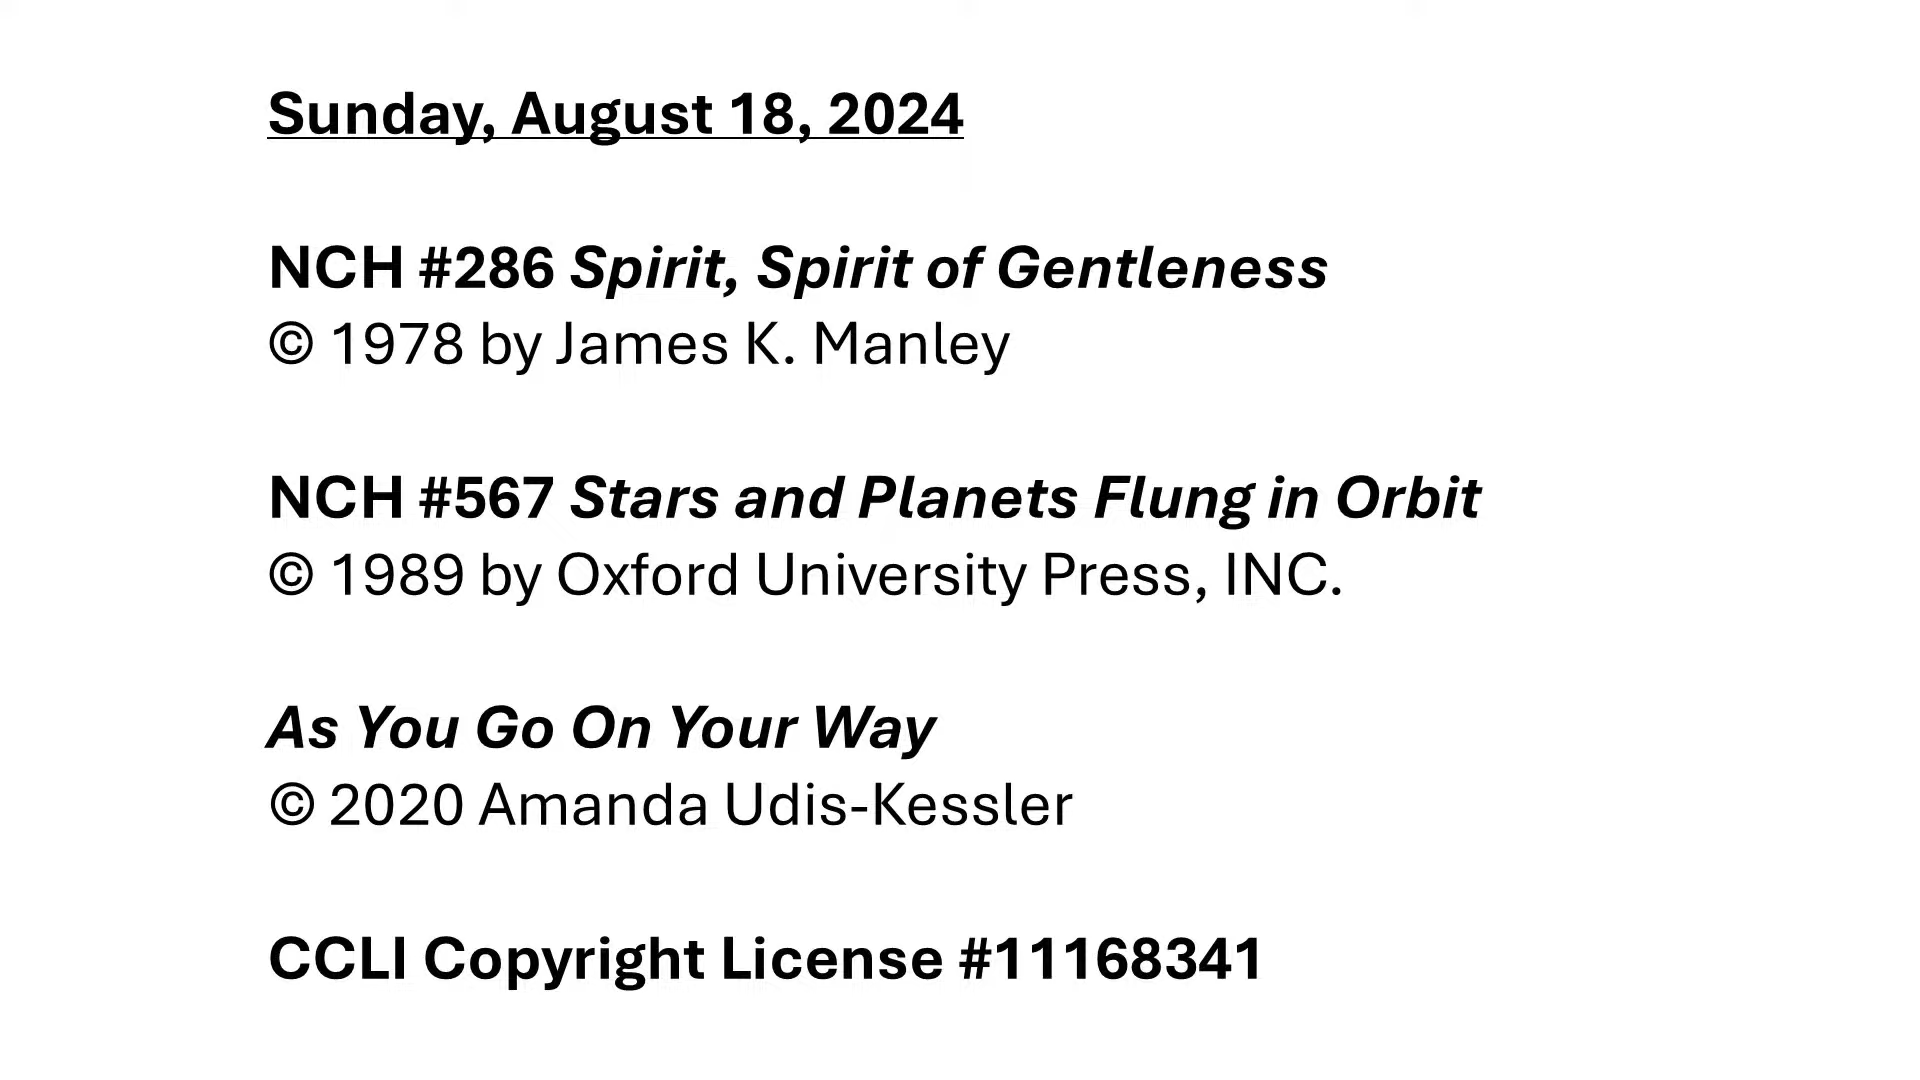 Sunday, August 18, 2024
NCH #286 Spirit, Spirit of Gentleness
© 1978 by James K. Manley
NCH #567 Stars and Planets Flung in Orbit
© 1989 by Oxford University Press, INC.
As You Go On Your Way
© 2020 Amanda Udis-Kessler
CCLI Copyright License #11168341